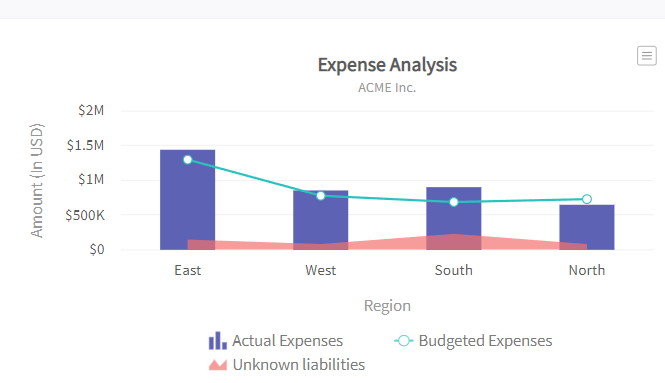 Expense Analysis
ACME Inc.
Amount (In USD)
$2M
$1.5M
$1M
$500K
$0
East West South North
Region
Actual Expenses Budgeted Expenses
Unknown liabilities